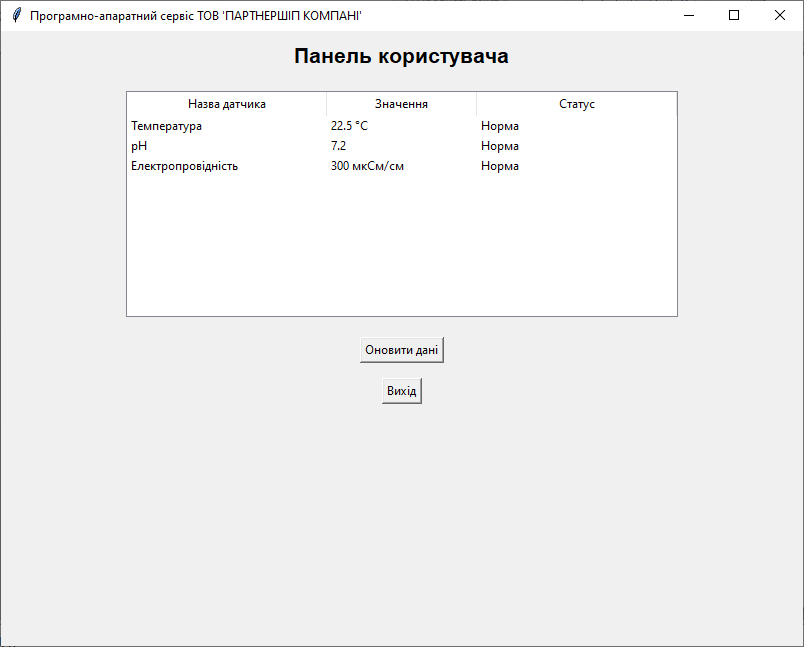 Програмно-апаратний сервіс ТОВ 'ПАРТНЕРШІП КОМПАНІ'
Панель користувача
Назва датчика Значення Статус
Температура 22.5 °C Норма
pH 7.2 Норма
Електропровідність 300 мкСм/см Норма
Оновити дані
Вихід